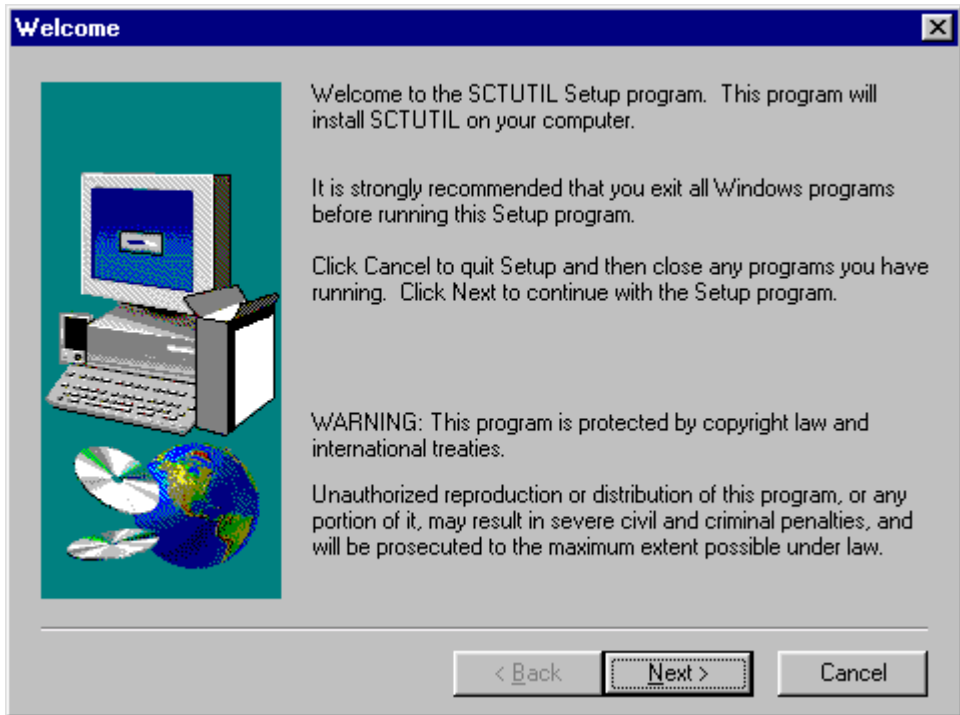 Welcome
Welcome to the SCTUTIL Setup program.  This program will
install SCTUTIL on your computer.
It is strongly recommended that you exit all Windows programs
before running this Setup program.
Click Cancel to quit Setup and then close any programs you have
running.  Click Next to continue with the Setup program.
WARNING: This program is protected by copyright law and
international treaties.
Unauthorized reproduction or distribution of this program, or any
portion of it, may result in severe civil and criminal penalties, and
will be prosecuted to the maximum extent possible under law.
< Back
Next >
Cancel